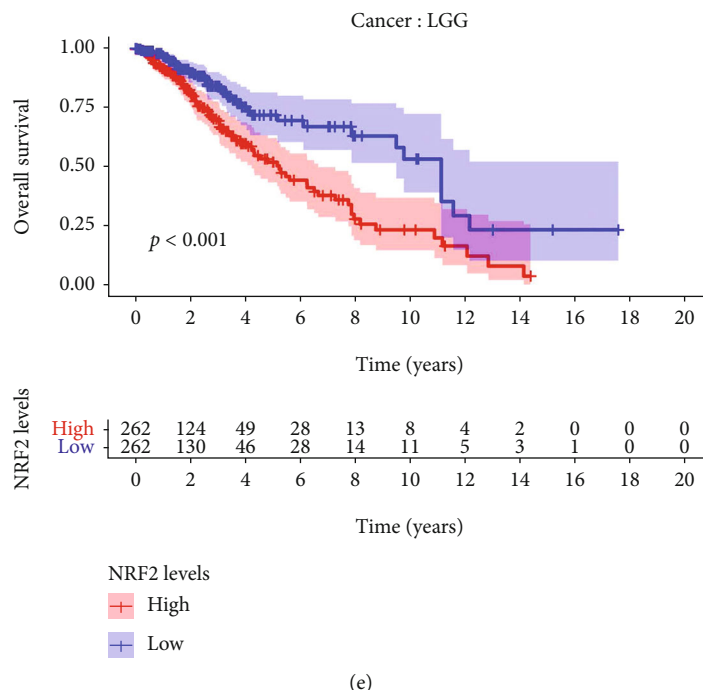 Cancer : LGG
Overall survival
1.00
0.75
0.50
0.25
0.00
p < 0.001
0 2 4 6 8 10 12 14 16 18 20
Time (years)
NRF2 levels
High 262 124 49 28 13 8 4 2 0 0 0
Low 262 130 46 28 14 11 5 3 1 0 0
0 2 4 6 8 10 12 14 16 18 20
Time (years)
NRF2 levels
High
Low
(e)